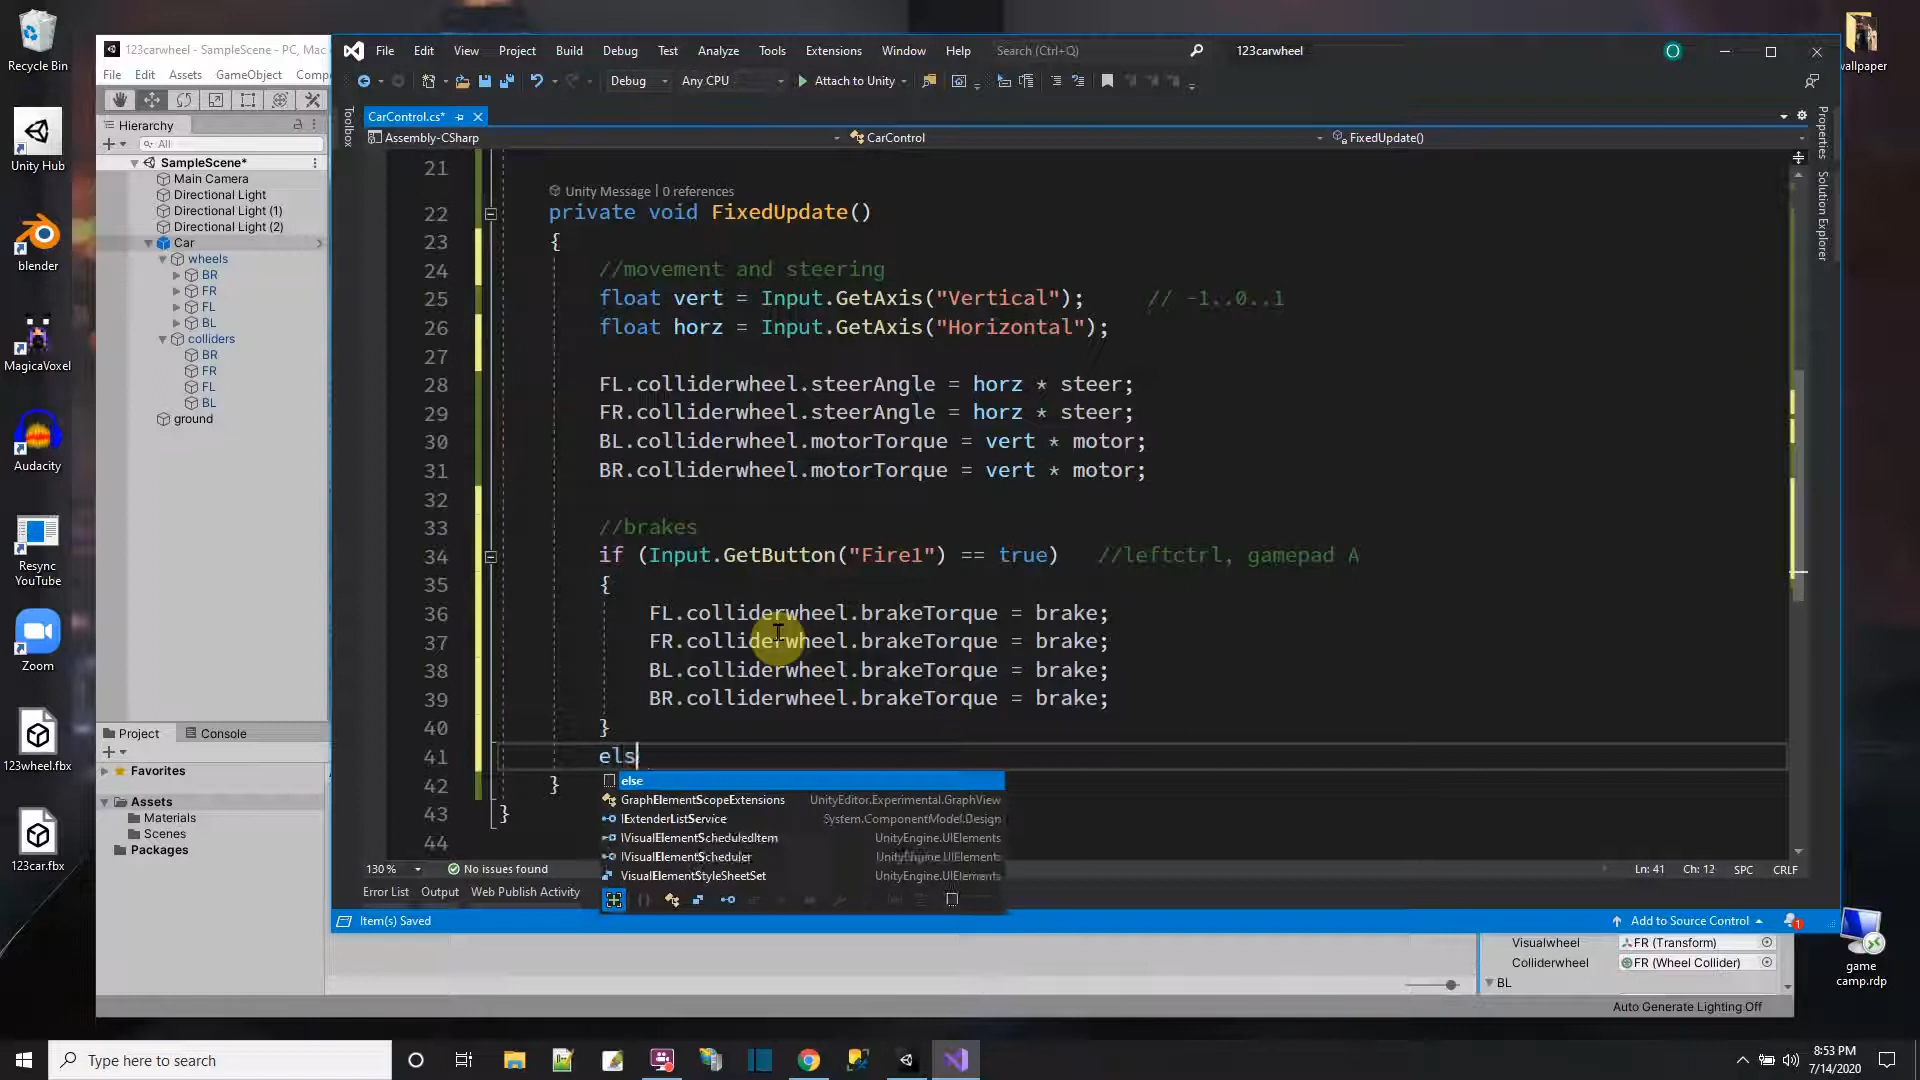 Recycle Bin
Unity Hub
blender
MagicaVoxel
Audacity
Resync
YouTube
Zoom
123wheel.fbx
123car.fbx
123carwheel - SampleScene - PC, Mac
File Edit Assets GameObject Comp
Hierarchy
All
SampleScene*
Main Camera
Directional Light
Directional Light (1)
Directional Light (2)
Car
wheels
BR
FR
FL
BL
colliders
BR
FR
FL
BL
ground
Project Console
Favorites
Assets
Materials
Scenes
Packages
File Edit View Project Build Debug Test Analyze Tools Extensions Window Help Search (Ctrl+Q) 123carwheel O
Debug Any CPU Attach to Unity
Toolbox
CarControl.cs*
Assembly-CSharp CarControl FixedUpdate()
Properties
Solution Explorer
21
Unity Message | 0 references
22 private void FixedUpdate()
23 {
24 //movement and steering
25 float vert = Input.GetAxis("Vertical"); // -1..0..1
26 float horz = Input.GetAxis("Horizontal");
27
28 FL.colliderwheel.steerAngle = horz * steer;
29 FR.colliderwheel.steerAngle = horz * steer;
30 BL.colliderwheel.motorTorque = vert * motor;
31 BR.colliderwheel.motorTorque = vert * motor;
32
33 //brakes
34 if (Input.GetButton("Fire1") == true) //leftctrl, gamepad A
35 {
36 FL.colliderwheel.brakeTorque = brake;
37 FR.colliderwheel.brakeTorque = brake;
38 BL.colliderwheel.brakeTorque = brake;
39 BR.colliderwheel.brakeTorque = brake;
40 }
41 els
42 }
43 }
44
else
GraphElementScopeExtensions UnityEditor.Experimental.GraphView
IExtenderListService System.ComponentModel.Design
IVisualElementScheduledItem UnityEngine.UIElements
IVisualElementScheduler UnityEngine.UIElements
VisualElementStyleSheetSet UnityEngine.UIElements
130 % No issues found Ln: 41 Ch: 12 SPC CRLF
Error List Output Web Publish Activity
Item(s) Saved Add to Source Control 1
Visualwheel FR (Transform)
Colliderwheel FR (Wheel Collider)
BL
Auto Generate Lighting Off
wallpaper
game
camp.rdp
Type here to search
8:53 PM
7/14/2020